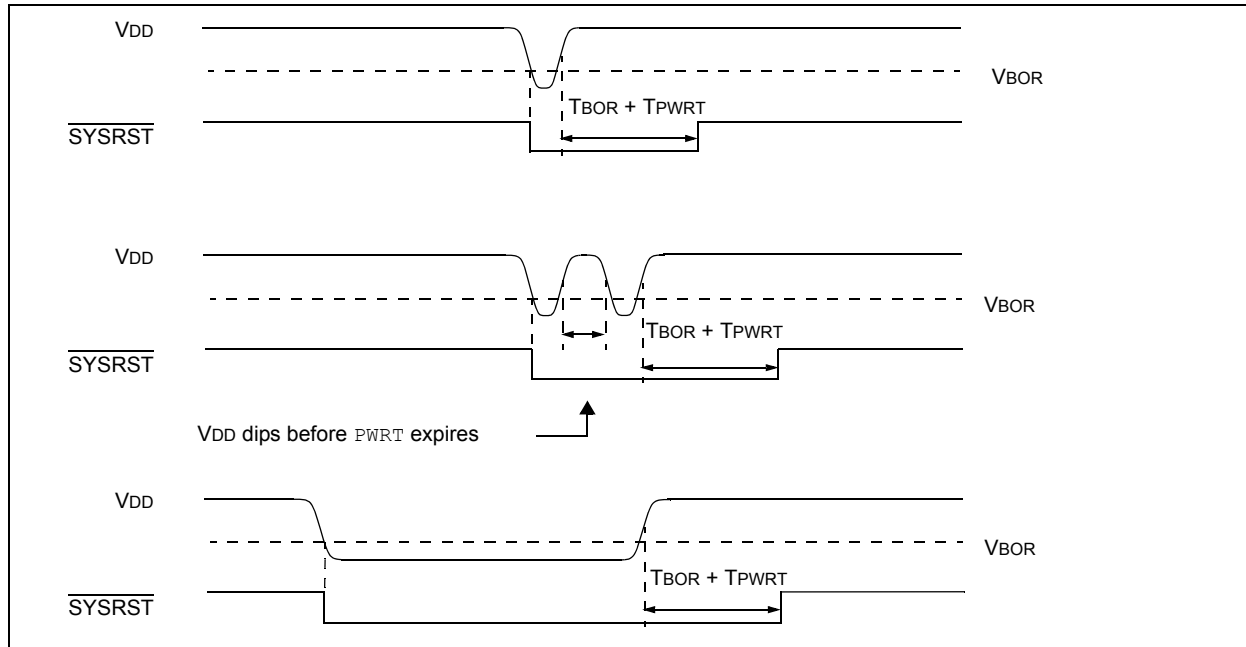 VDD
VBOR
TBOR + TPWRT
SYSRST
VDD
VBOR
TBOR + TPWRT
SYSRST
VDD dips before PWRT expires
VDD
VBOR
TBOR + TPWRT
SYSRST